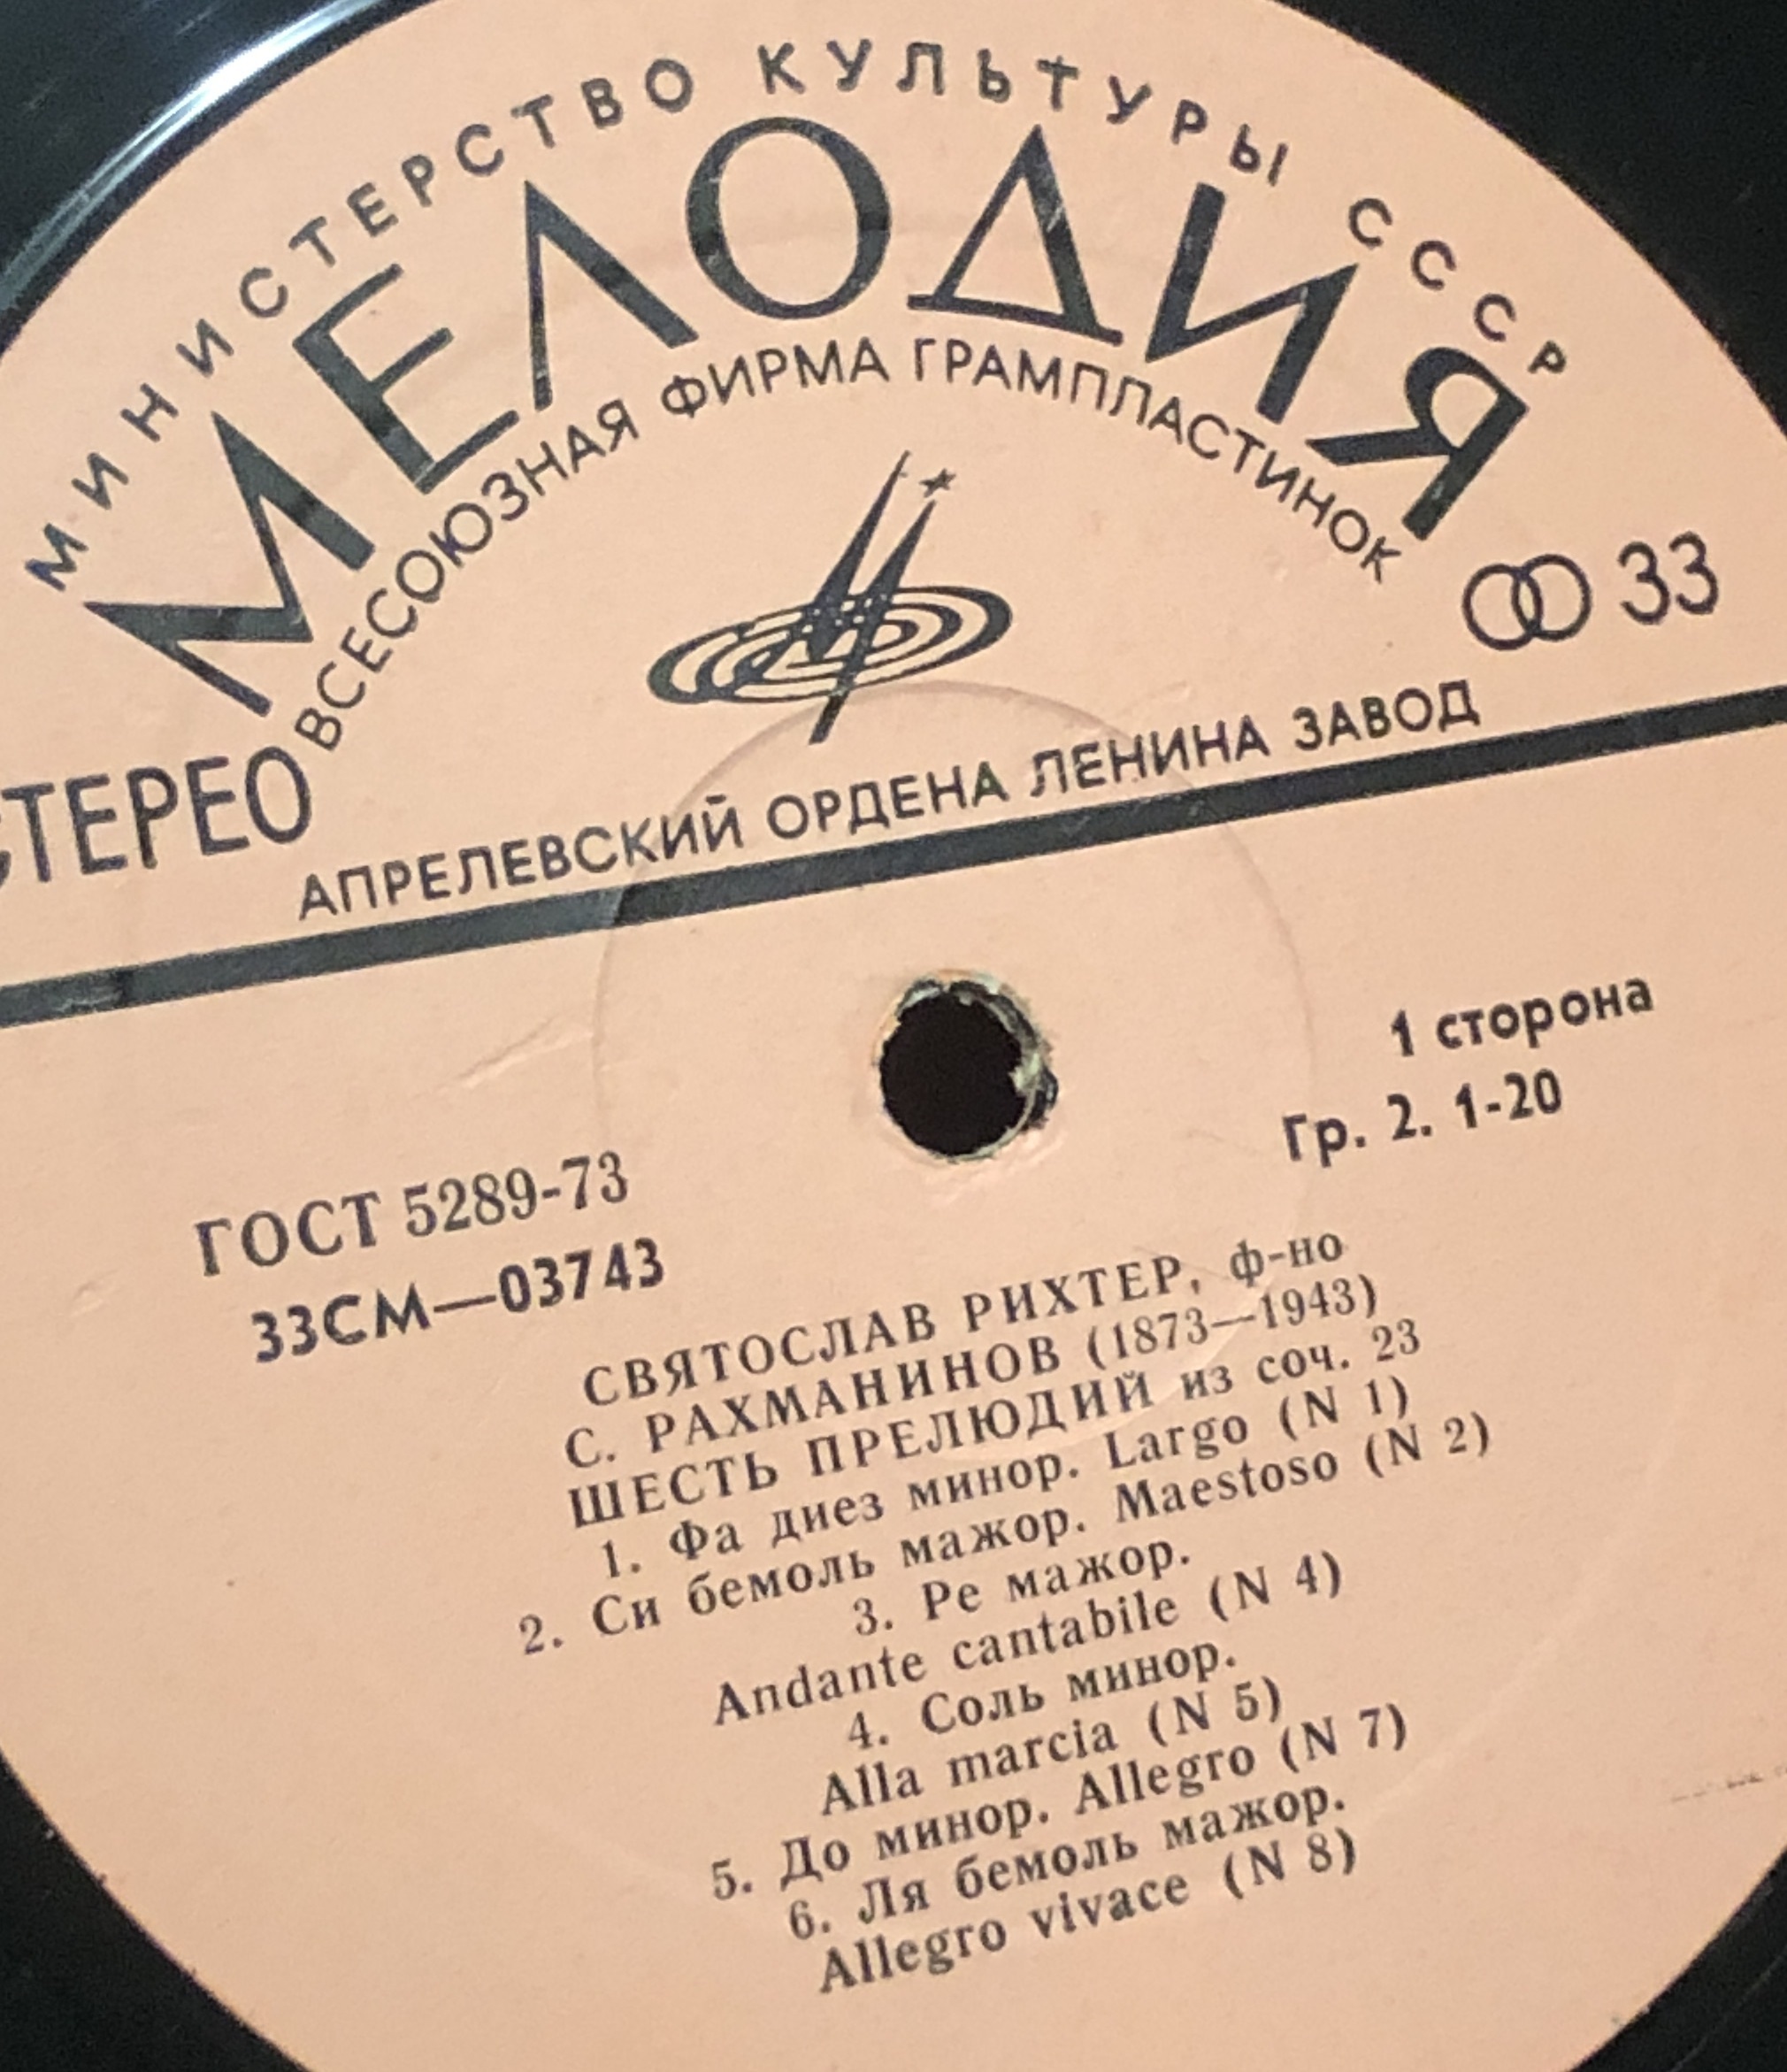 МИНИСТЕРСТВО КУЛЬТУРЫ СССР
МЕЛОДИЯ
ВСЕСОЮЗНАЯ ФИРМА ГРАМПЛАСТИНОК
33
СТЕРЕО
АПРЕЛЕВСКИЙ ОРДЕНА ЛЕНИНА ЗАВОД
1 сторона
Гр. 2. 1-20
ГОСТ 5289-73
33СМ—03743
СВЯТОСЛАВ РИХТЕР, ф-но
С. РАХМАНИНОВ (1873—1943)
ШЕСТЬ ПРЕЛЮДИЙ из соч. 23
1. Фа диез минор. Largo (N 1)
2. Си бемоль мажор. Maestoso (N 2)
3. Ре мажор.
Andante cantabile (N 4)
4. Соль минор.
Alla marcia (N 5)
5. До минор. Allegro (N 7)
6. Ля бемоль мажор.
Allegro vivace (N 8)